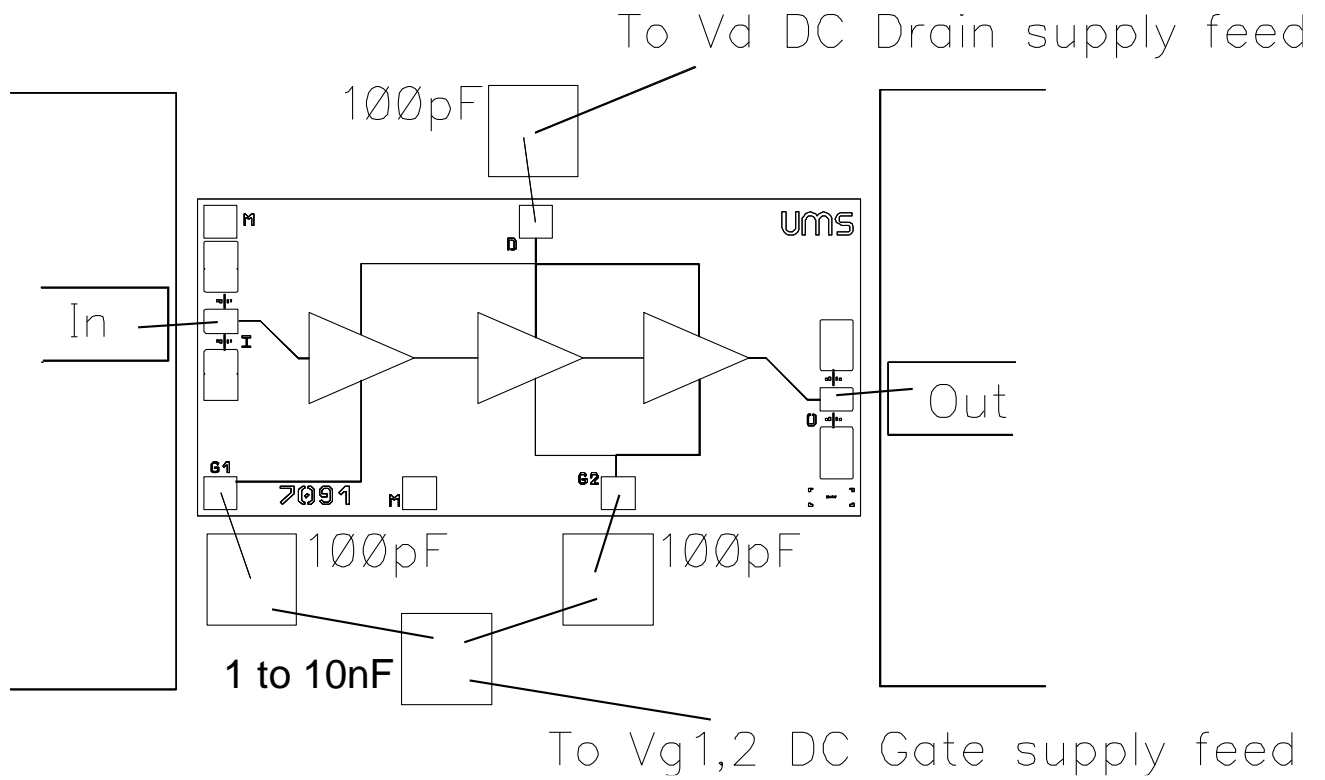 To Vd DC Drain supply feed
100pF
M
UMS
D
In
I
Out
O
G1
7091
M
G2
100pF
100pF
1 to 10nF
To Vg1,2 DC Gate supply feed